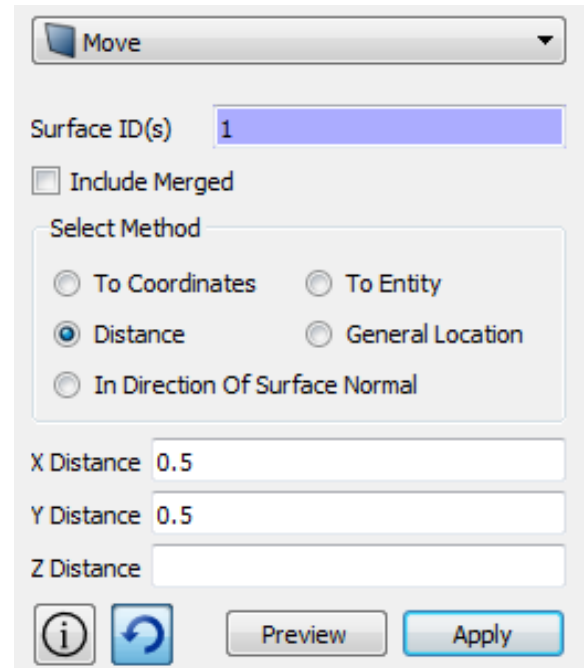 Move
Surface ID(s) 1
Include Merged
Select Method
To Coordinates To Entity
Distance General Location
In Direction Of Surface Normal
X Distance 0.5
Y Distance 0.5
Z Distance
i Preview Apply